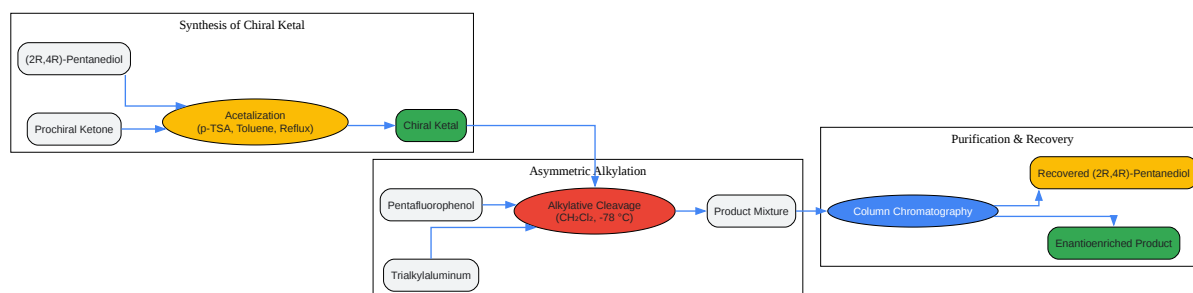 Synthesis of Chiral Ketal
(2R,4R)-Pentanediol
Prochiral Ketone
Acetalization
(p-TSA, Toluene, Reflux)
Chiral Ketal
Asymmetric Alkylation
Pentafluorophenol
Trialkylaluminum
Alkylative Cleavage
(CH₂Cl₂, -78 °C)
Product Mixture
Purification & Recovery
Column Chromatography
Recovered (2R,4R)-Pentanediol
Enantioenriched Product